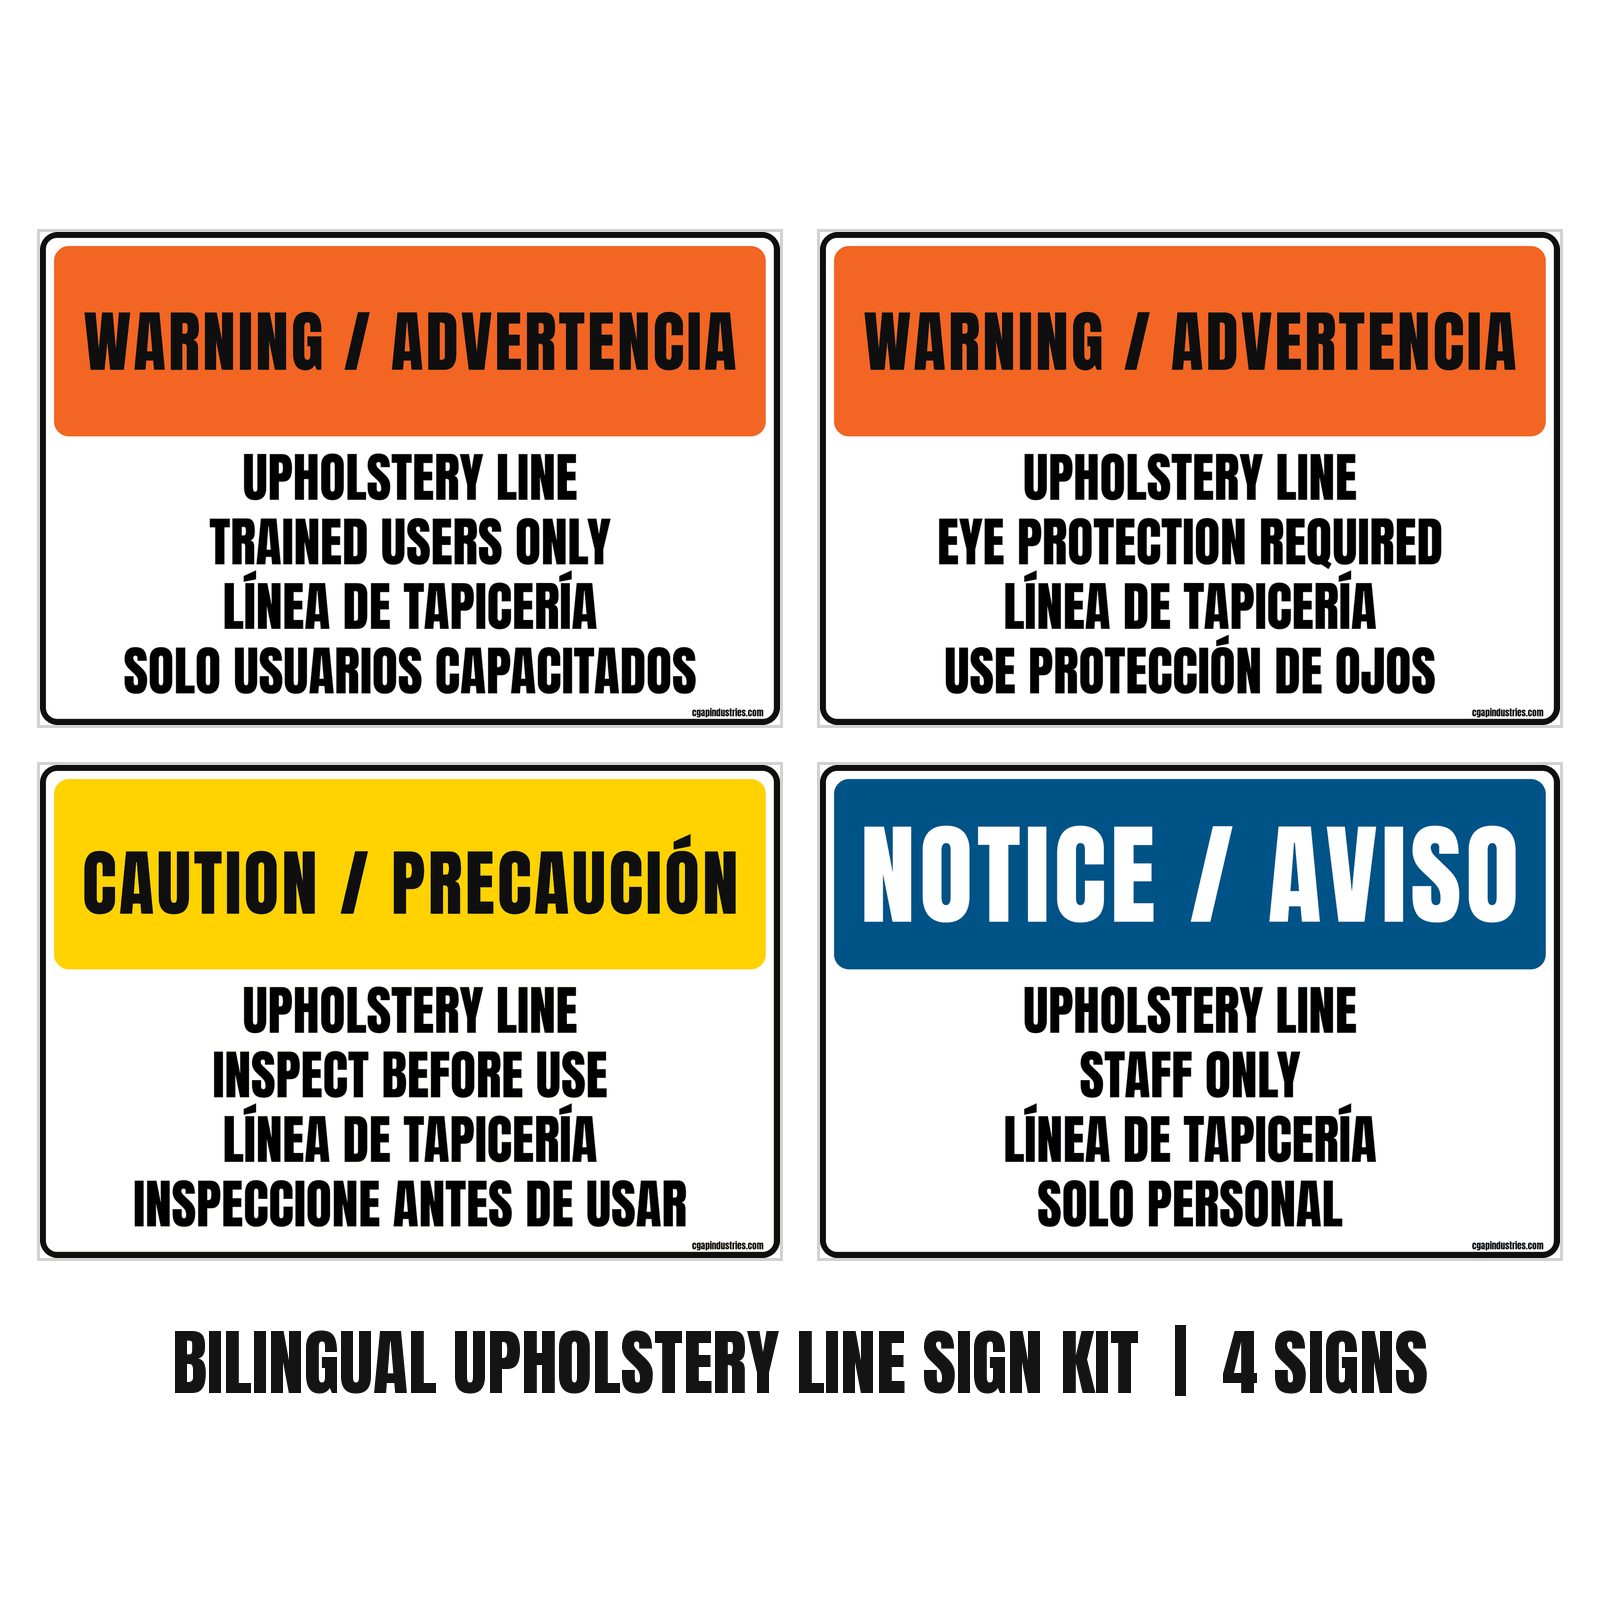 WARNING / ADVERTENCIA
UPHOLSTERY LINE
TRAINED USERS ONLY
LÍNEA DE TAPICERÍA
SOLO USUARIOS CAPACITADOS
cgapindustries.com
WARNING / ADVERTENCIA
UPHOLSTERY LINE
EYE PROTECTION REQUIRED
LÍNEA DE TAPICERÍA
USE PROTECCIÓN DE OJOS
cgapindustries.com
CAUTION / PRECAUCIÓN
UPHOLSTERY LINE
INSPECT BEFORE USE
LÍNEA DE TAPICERÍA
INSPECCIONE ANTES DE USAR
cgapindustries.com
NOTICE / AVISO
UPHOLSTERY LINE
STAFF ONLY
LÍNEA DE TAPICERÍA
SOLO PERSONAL
cgapindustries.com
BILINGUAL UPHOLSTERY LINE SIGN KIT | 4 SIGNS